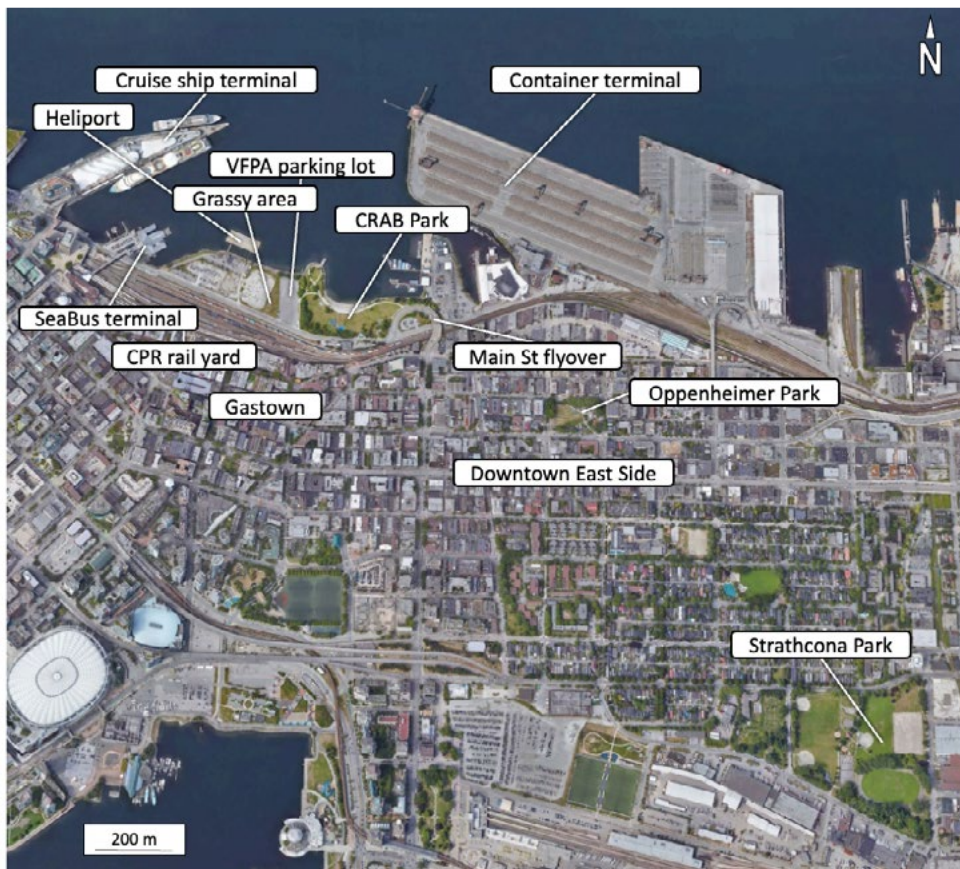 N
Cruise ship terminal
Container terminal
Heliport
VFPA parking lot
Grassy area
CRAB Park
SeaBus terminal
CPR rail yard
Main St flyover
Oppenheimer Park
Gastown
Downtown East Side
Strathcona Park
200 m